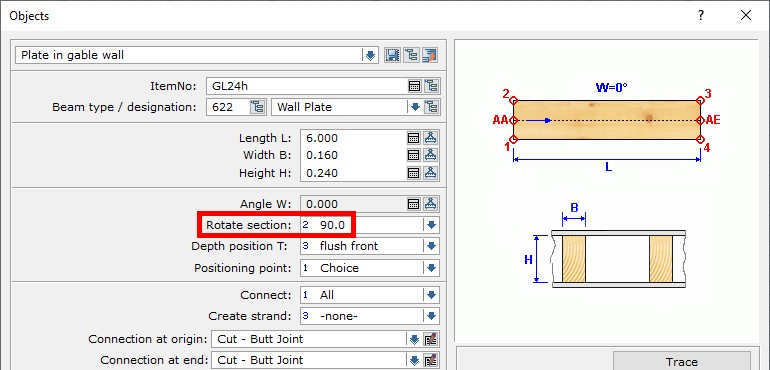 Objects
? ×
Plate in gable wall
ItemNo: GL24h
Beam type / designation: 622 Wall Plate
Length L: 6.000
Width B: 0.160
Height H: 0.240
Angle W: 0.000
Rotate section: 2 90.0
Depth position T: 3 flush front
Positioning point: 1 Choice
Connect: 1 All
Create strand: 3 -none-
Connection at origin: Cut - Butt Joint
Connection at end: Cut - Butt Joint
W=0°
2 3
AA AE
1 4
L
B
H
Trace